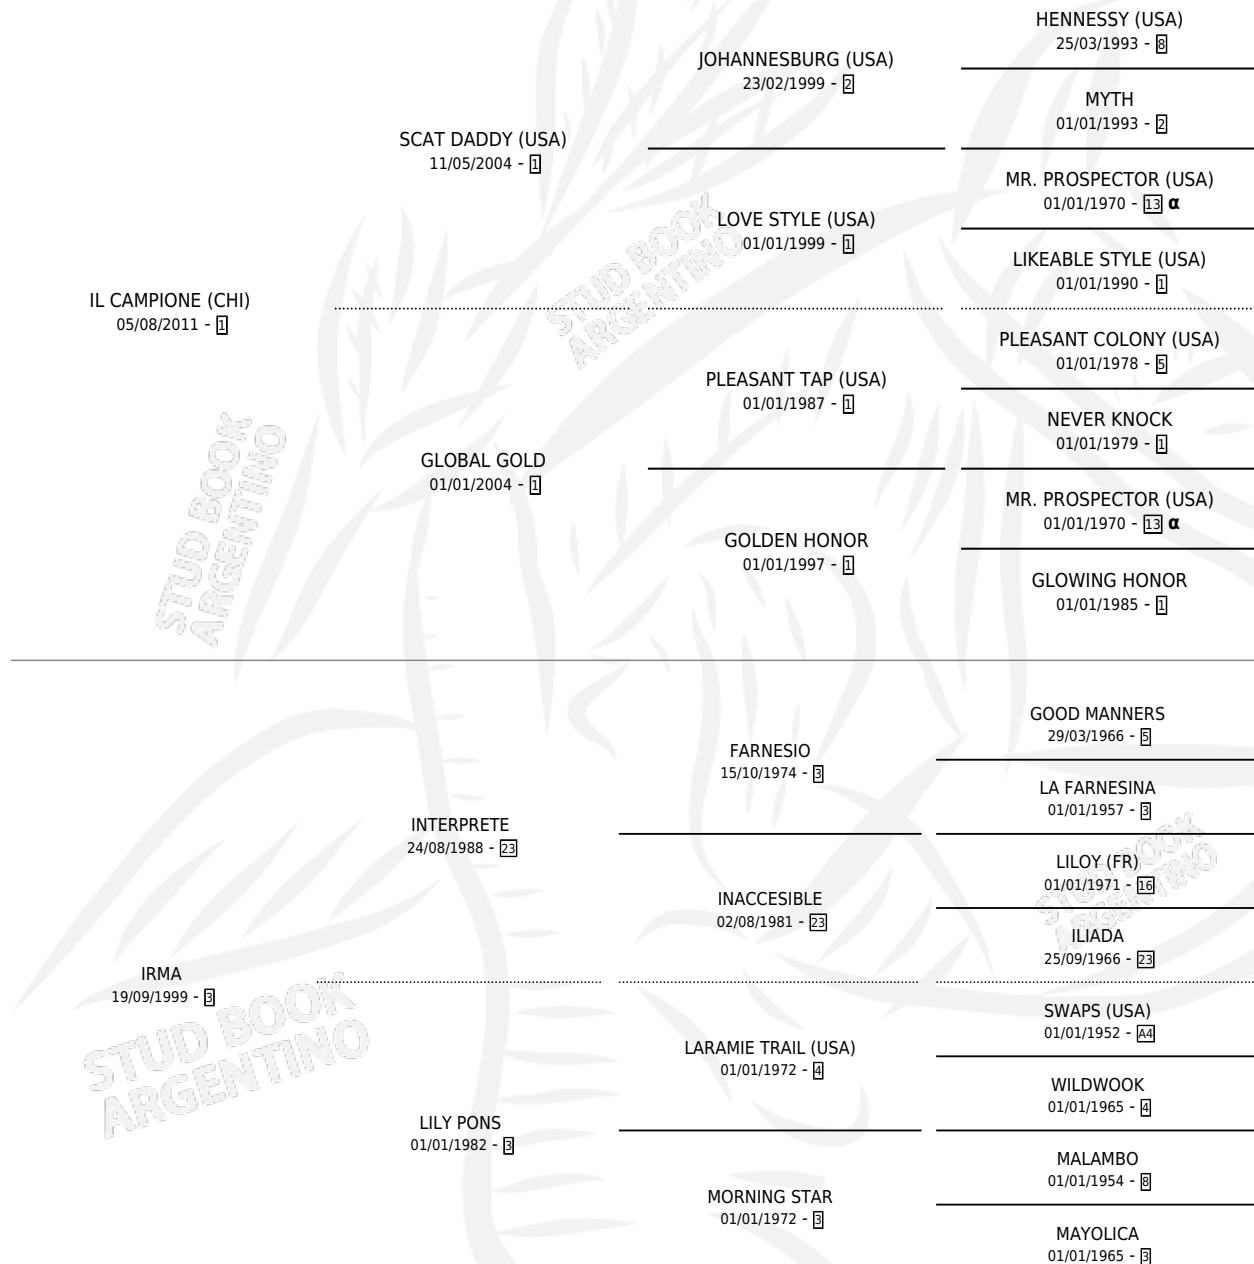 HENNESSY (USA)
25/03/1993 - 8
JOHANNESBURG (USA)
23/02/1999 - 2
MYTH
01/01/1993 - 2
SCAT DADDY (USA)
11/05/2004 - 1
MR. PROSPECTOR (USA)
01/01/1970 - 13 α
LOVE STYLE (USA)
01/01/1999 - 1
LIKEABLE STYLE (USA)
01/01/1990 - 1
IL CAMPIONE (CHI)
05/08/2011 - 1
PLEASANT COLONY (USA)
01/01/1978 - 5
PLEASANT TAP (USA)
01/01/1987 - 1
NEVER KNOCK
01/01/1979 - 1
GLOBAL GOLD
01/01/2004 - 1
MR. PROSPECTOR (USA)
01/01/1970 - 13 α
GOLDEN HONOR
01/01/1997 - 1
GLOWING HONOR
01/01/1985 - 1
GOOD MANNERS
29/03/1966 - 5
FARNESIO
15/10/1974 - 3
LA FARNESINA
01/01/1957 - 3
INTERPRETE
24/08/1988 - 23
LILOY (FR)
01/01/1971 - 16
INACCESIBLE
02/08/1981 - 23
ILIADA
25/09/1966 - 23
IRMA
19/09/1999 - 3
SWAPS (USA)
01/01/1952 - A4
LARAMIE TRAIL (USA)
01/01/1972 - 4
WILDWOOK
01/01/1965 - 4
LILY PONS
01/01/1982 - 3
MALAMBO
01/01/1954 - 8
MORNING STAR
01/01/1972 - 3
MAYOLICA
01/01/1965 - 3
STUD BOOK
ARGENTINO
STUD BOOK
ARGENTINO
STUD BOOK
ARGENTINO
STUD BOOK
ARGENTINO